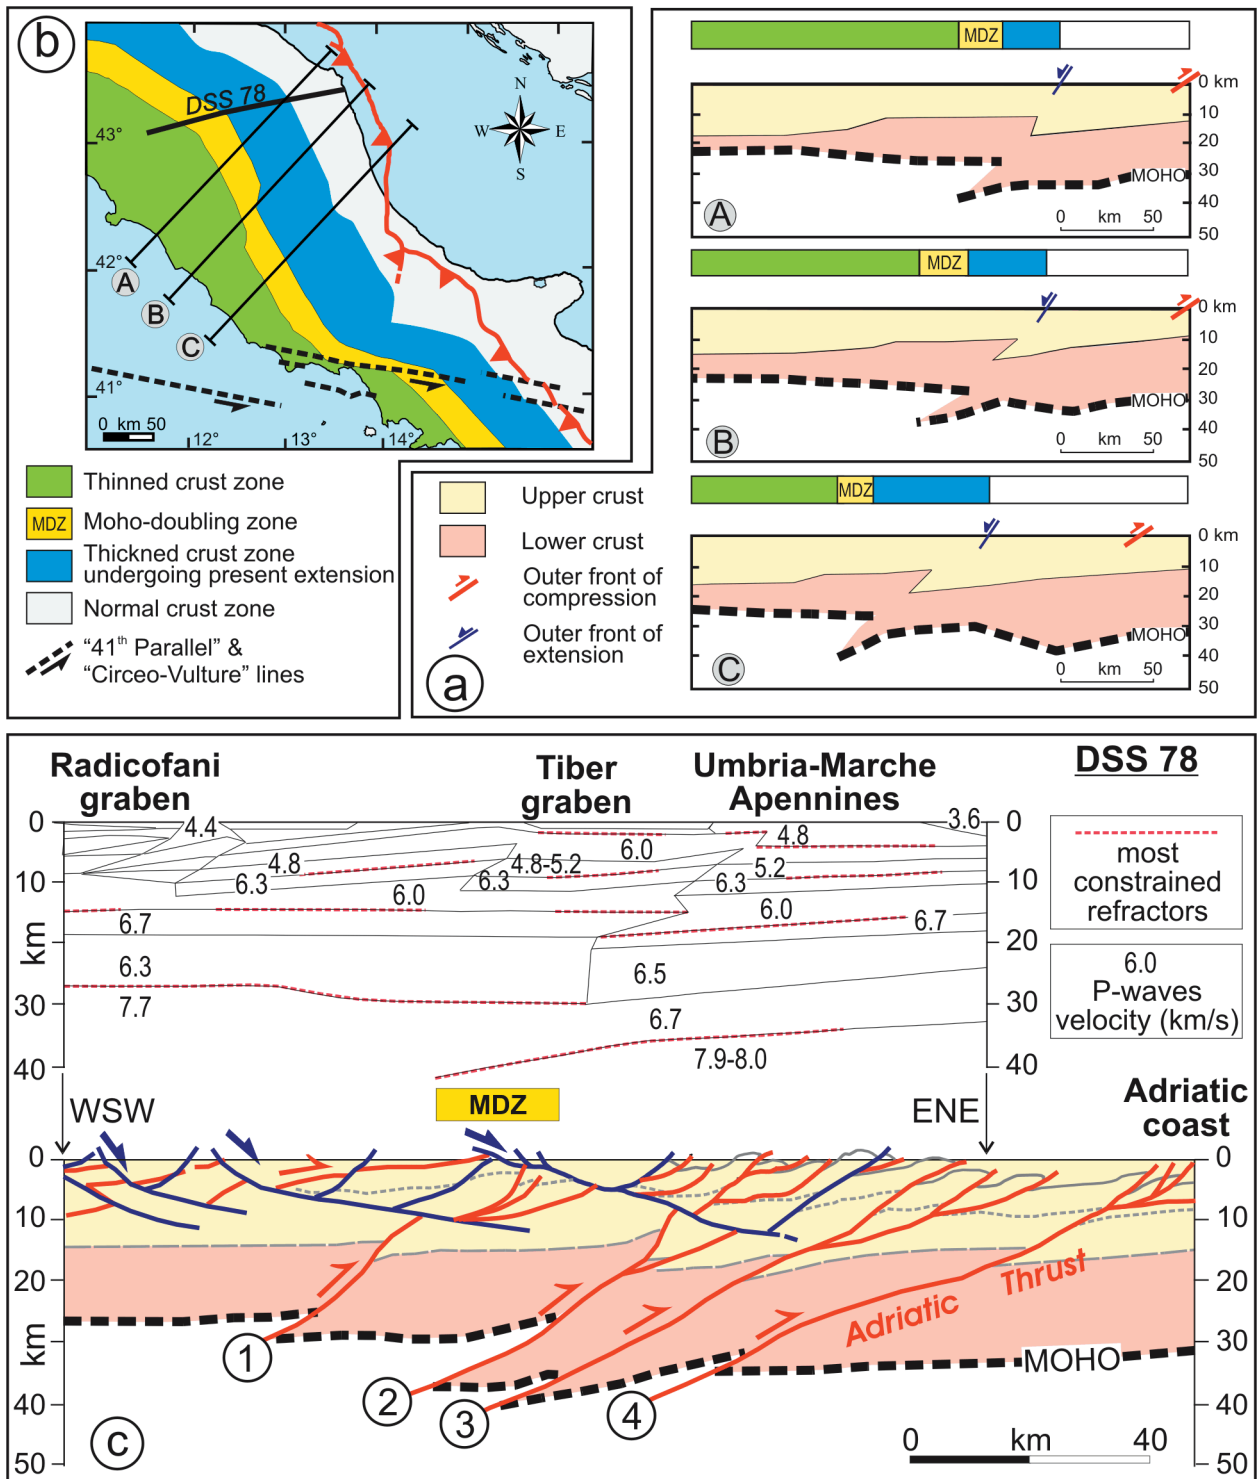 b
DSS 78
N
W E
S
43°
42°
41°
A
B
C
0 km 50
12°
13°
14°
Thinned crust zone
MDZ
Moho-doubling zone
Thickned crust zone
undergoing present extension
Normal crust zone
“41th Parallel” &
“Circeo-Vulture” lines
MDZ
0 km
10
20
30
40
50
MOHO
A
0 km 50
MDZ
0 km
10
20
30
40
50
MOHO
B
0 km 50
MDZ
0 km
10
20
30
40
50
MOHO
C
0 km 50
Upper crust
Lower crust
Outer front of
compression
Outer front of
extension
a
Radicofani
graben
Tiber
graben
Umbria-Marche
Apennines
DSS 78
0
10
km
30
40
4.4
4.8
6.3
6.0
6.7
6.3
7.7
4.8-5.2
6.3
6.0
4.8
5.2
6.3
6.0
3.6
6.7
6.5
6.7
7.9-8.0
0
10
20
30
40
most
constrained
refractors
6.0
P-waves
velocity (km/s)
WSW
MDZ
ENE
Adriatic
coast
0
10
20
km
40
50
1
2
3
4
Adriatic Thrust
MOHO
0
10
20
30
40
50
0 km 40
c